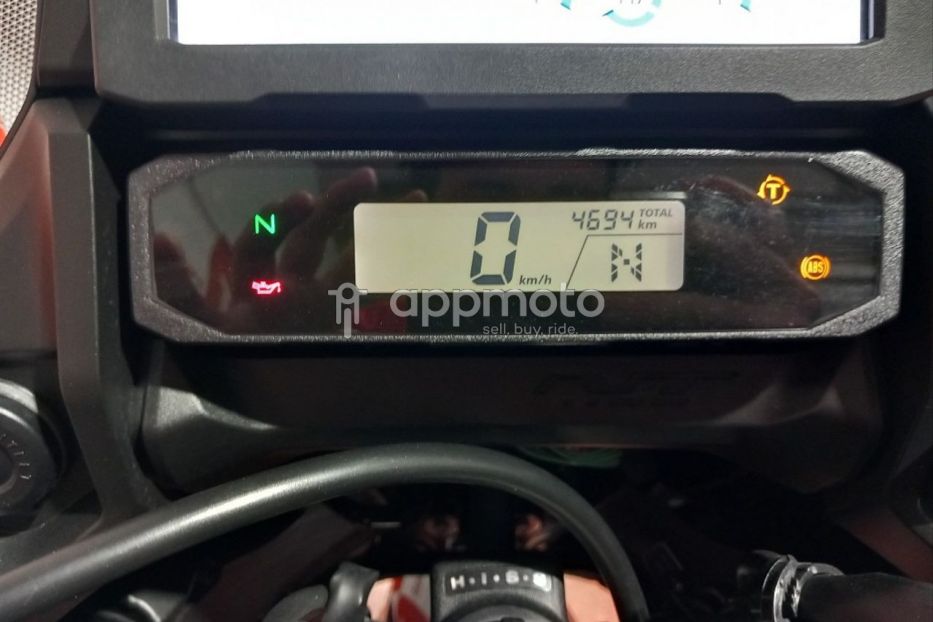 4694 TOTAL
km
N
0 km/h N
T
ABS
appmoto
sell. buy. ride.
H·i·S·S